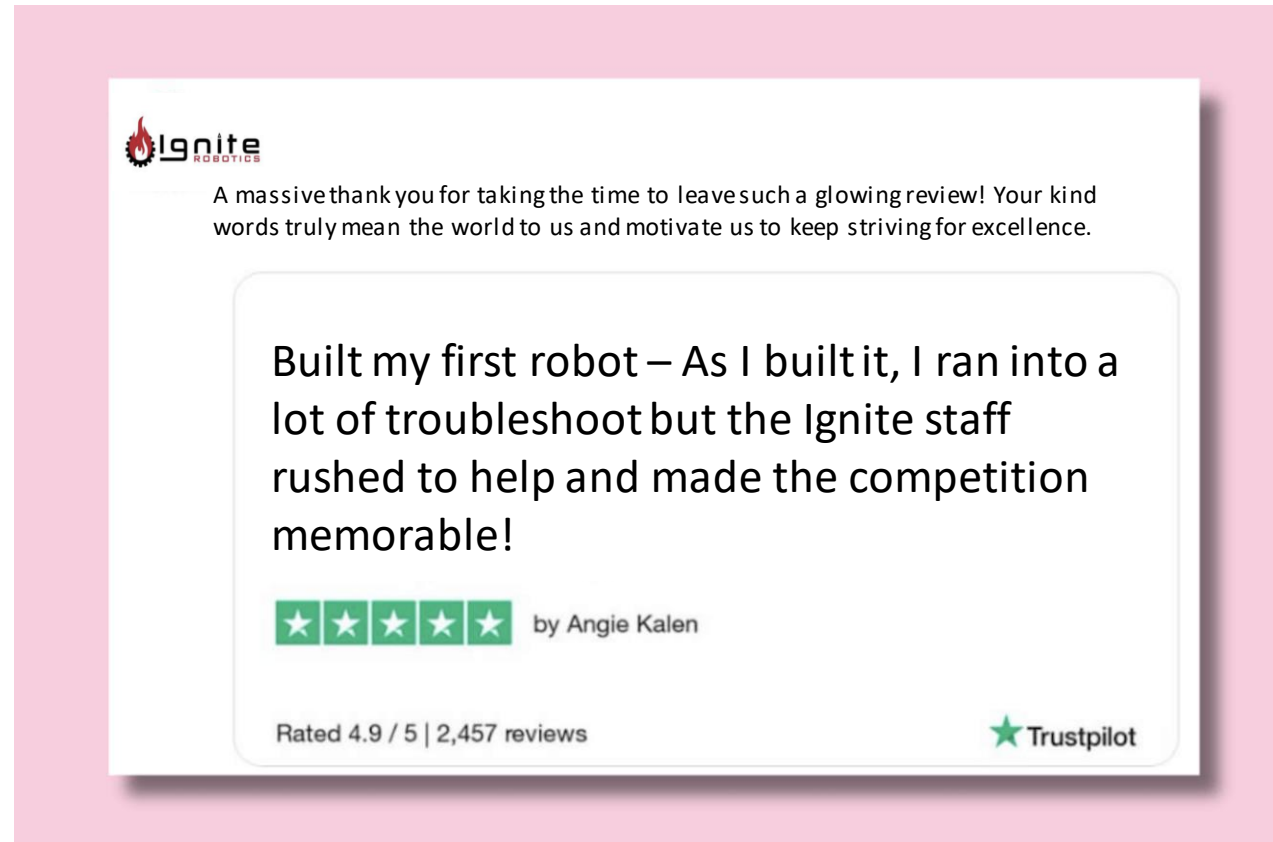 Ignite
ROBOTICS
A massive thank you for taking the time to leave such a glowing review! Your kind
words truly mean the world to us and motivate us to keep striving for excellence.
Built my first robot – As I built it, I ran into a
lot of troubleshoot but the Ignite staff
rushed to help and made the competition
memorable!
by Angie Kalen
Rated 4.9 / 5 | 2,457 reviews
Trustpilot